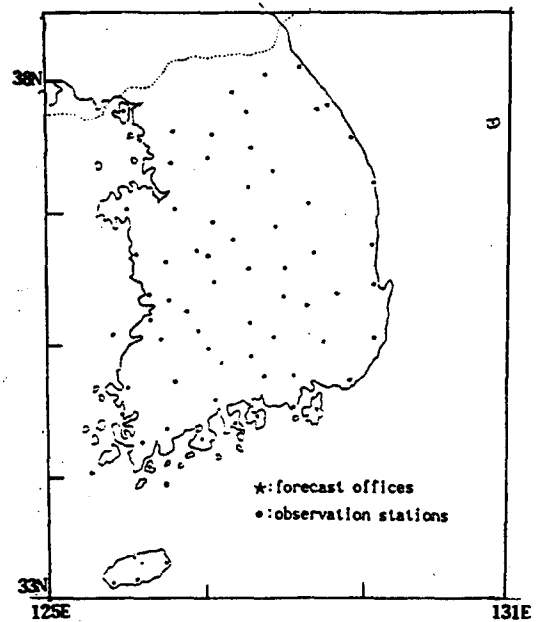 38N
★:forecast offices
•:observation stations
33N
125E
131E